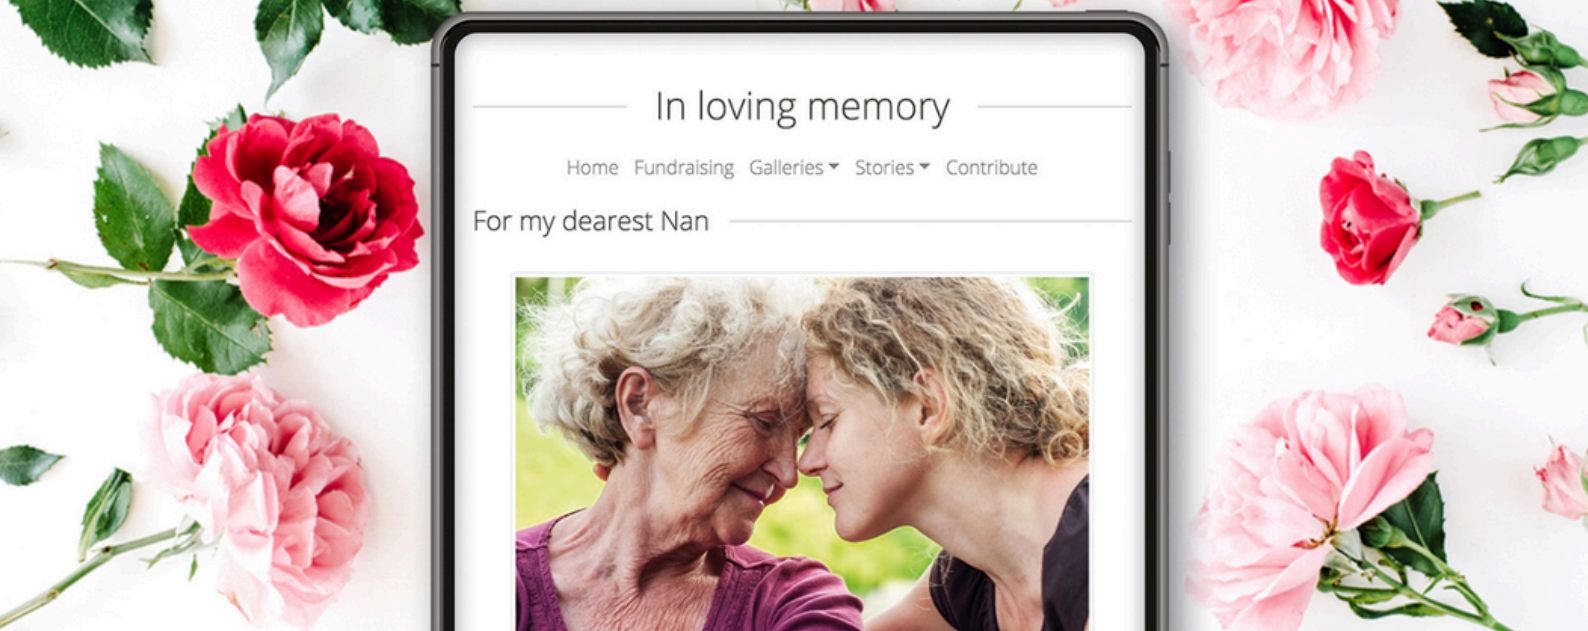 In loving memory
Home Fundraising Galleries Stories Contribute
For my dearest Nan